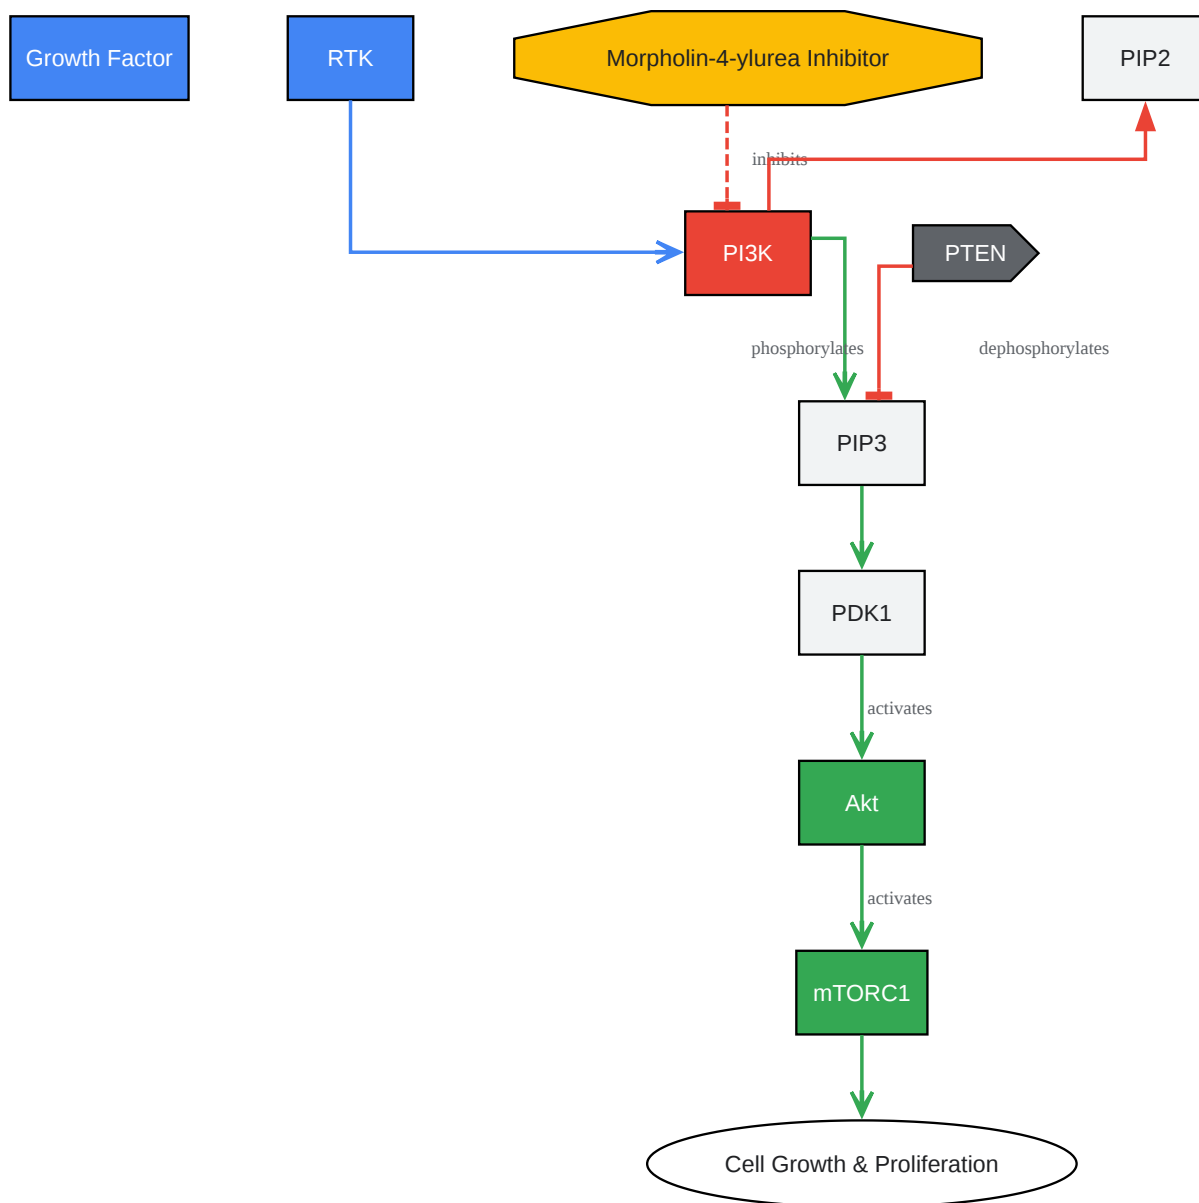 Growth Factor
RTK
Morpholin-4-ylurea Inhibitor
PIP2
inhibits
PI3K
PTEN
phosphorylates
dephosphorylates
PIP3
PDK1
activates
Akt
activates
mTORC1
Cell Growth & Proliferation